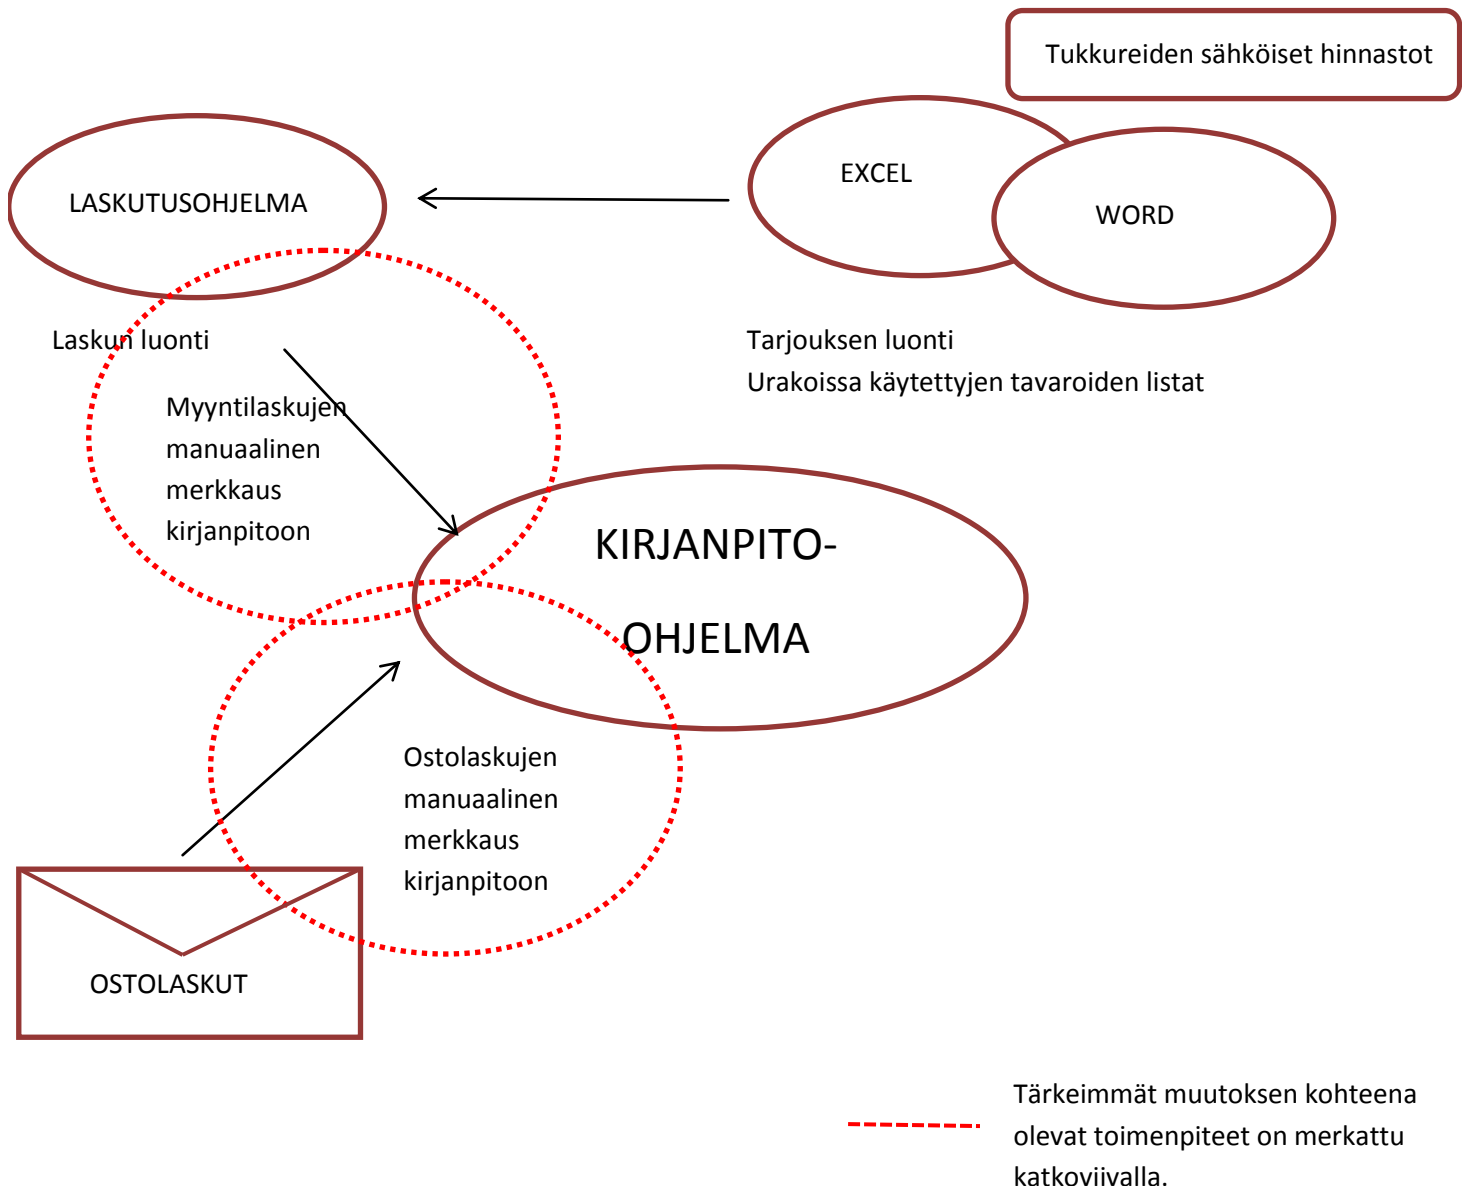 Tukkureiden sähköiset hinnastot
EXCEL
WORD
LASKUTUSOHJELMA
Laskun luonti
Tarjouksen luonti
Urakoissa käytettyjen tavaroiden listat
Myyntilaskujen
manuaalinen
merkkaus
kirjanpitoon
KIRJANPITO-
OHJELMA
Ostolaskujen
manuaalinen
merkkaus
kirjanpitoon
OSTOLASKUT
Tärkeimmät muutoksen kohteena
olevat toimenpiteet on merkattu
katkoviivalla.